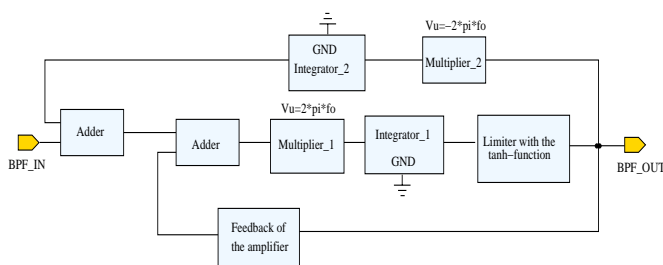 Vu=-2*pi*fo
GND
Integrator_2
Multiplier_2
Vu=2*pi*fo
Adder
Adder
Multiplier_1
Integrator_1
GND
Limiter with the
tanh-function
BPF_IN
BPF_OUT
Feedback of
the amplifier